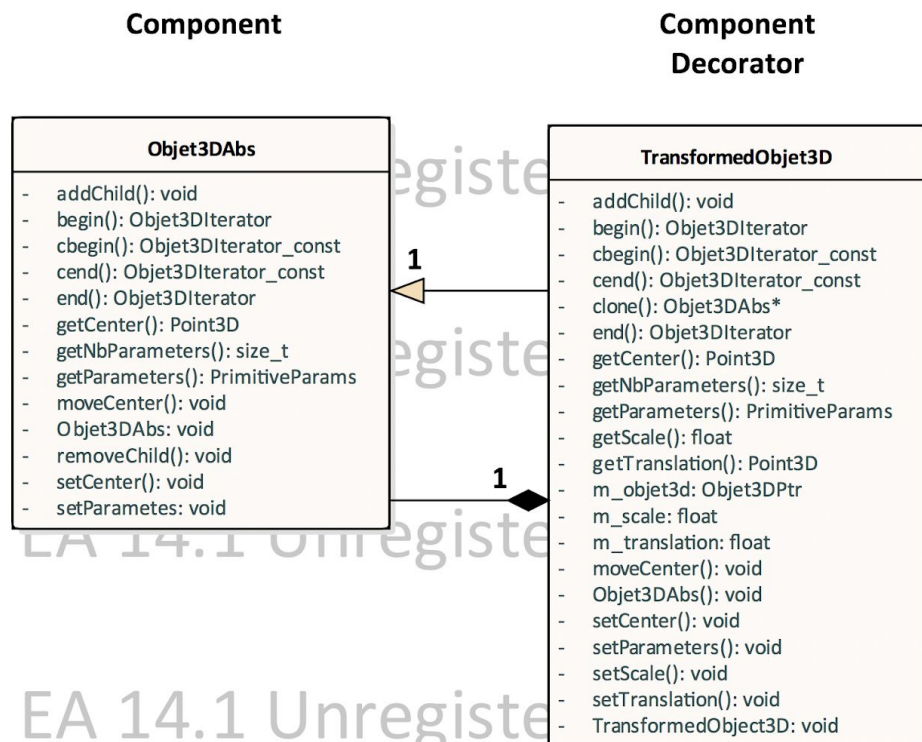 Component
Component
Decorator
Objet3DAbs
- addChild(): void
- begin(): Objet3DIterator
- cbegin(): Objet3DIterator_const
- cend(): Objet3DIterator_const
- end(): Objet3DIterator
- getCenter(): Point3D
- getNbParameters(): size_t
- getParameters(): PrimitiveParams
- moveCenter(): void
- Objet3DAbs: void
- removeChild(): void
- setCenter(): void
- setParametes: void
1
1
TransformedObjet3D
- addChild(): void
- begin(): Objet3DIterator
- cbegin(): Objet3DIterator_const
- cend(): Objet3DIterator_const
- clone(): Objet3DAbs*
- end(): Objet3DIterator
- getCenter(): Point3D
- getNbParameters(): size_t
- getParameters(): PrimitiveParams
- getScale(): float
- getTranslation(): Point3D
- m_objet3d: Objet3DPtr
- m_scale: float
- m_translation: float
- moveCenter(): void
- Objet3DAbs(): void
- setCenter(): void
- setParameters(): void
- setScale(): void
- setTranslation(): void
- TransformedObject3D: void
egiste
egiste
EA 14.1 Unregiste
EA 14.1 Unregiste